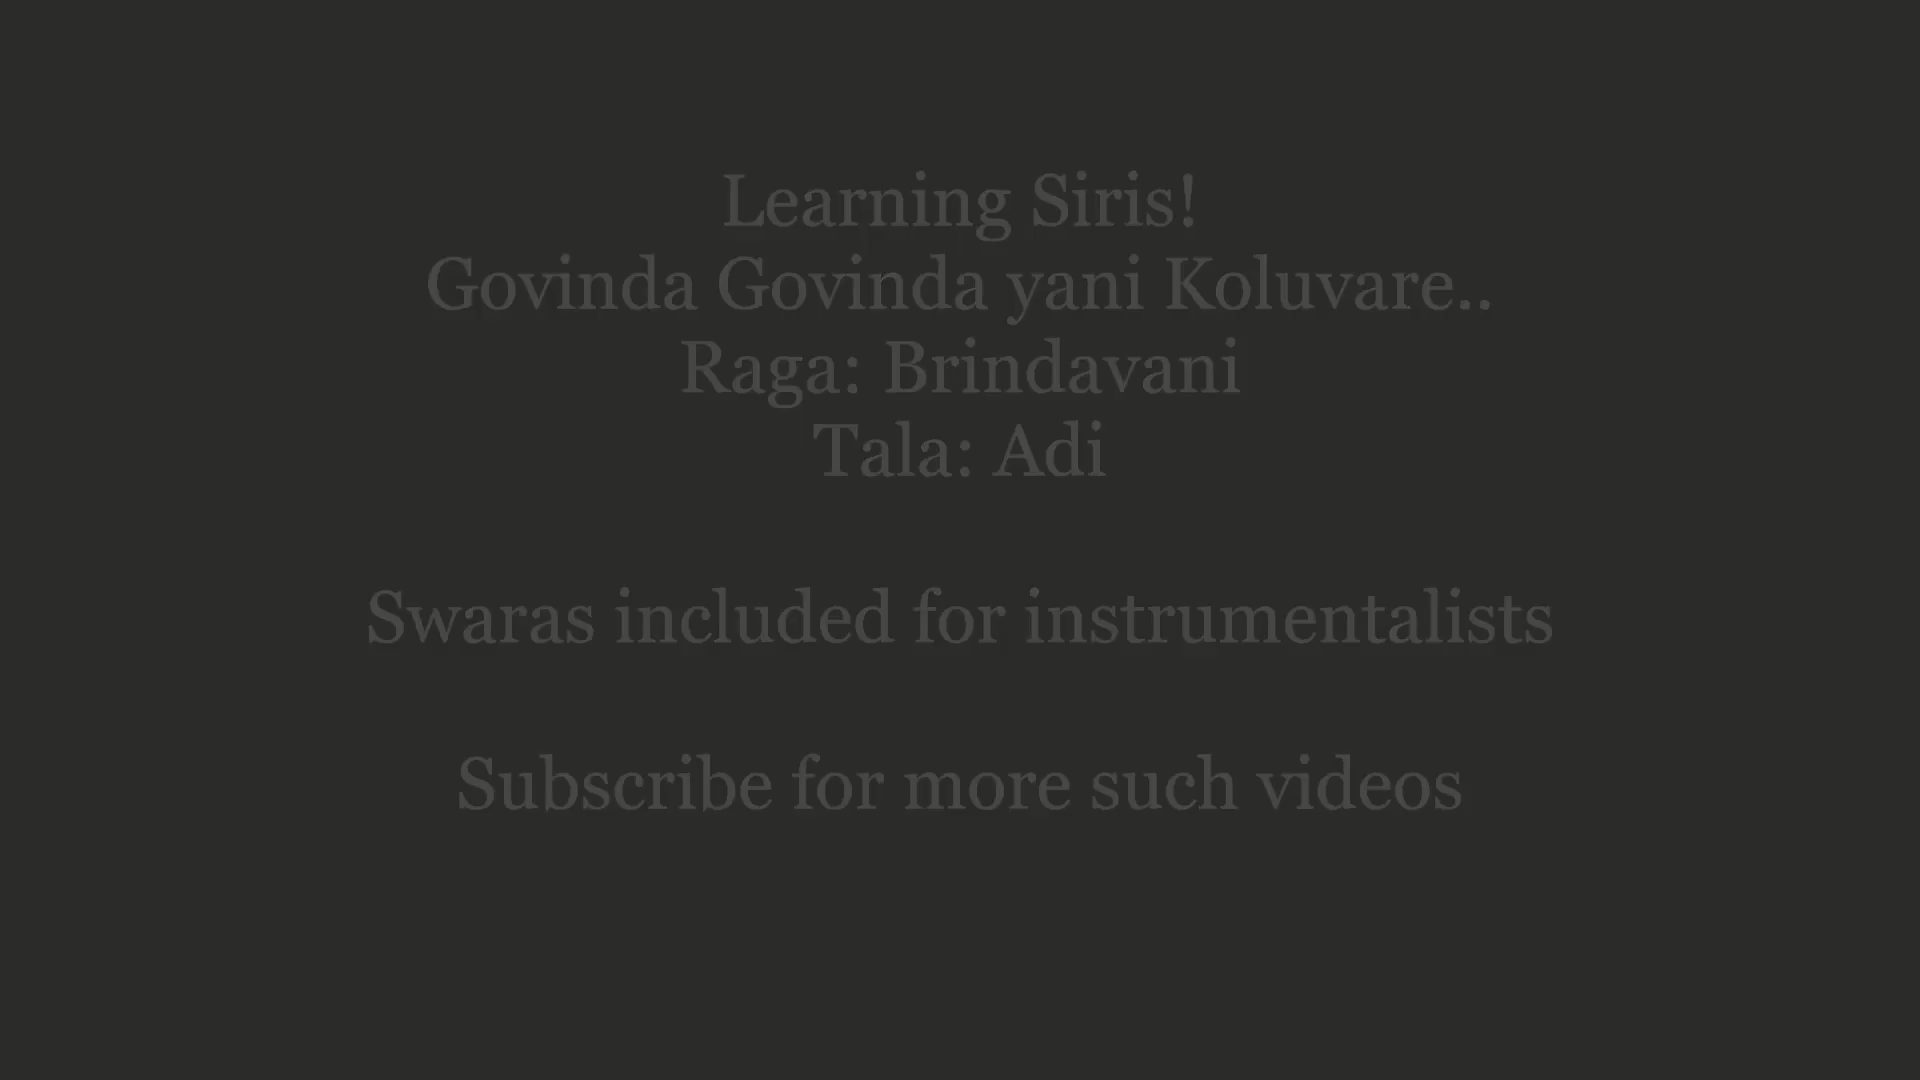 Learning Siris!
Govinda Govinda yani Koluvare..
Raga: Brindavani
Tala: Adi
Swaras included for instrumentalists
Subscribe for more such videos